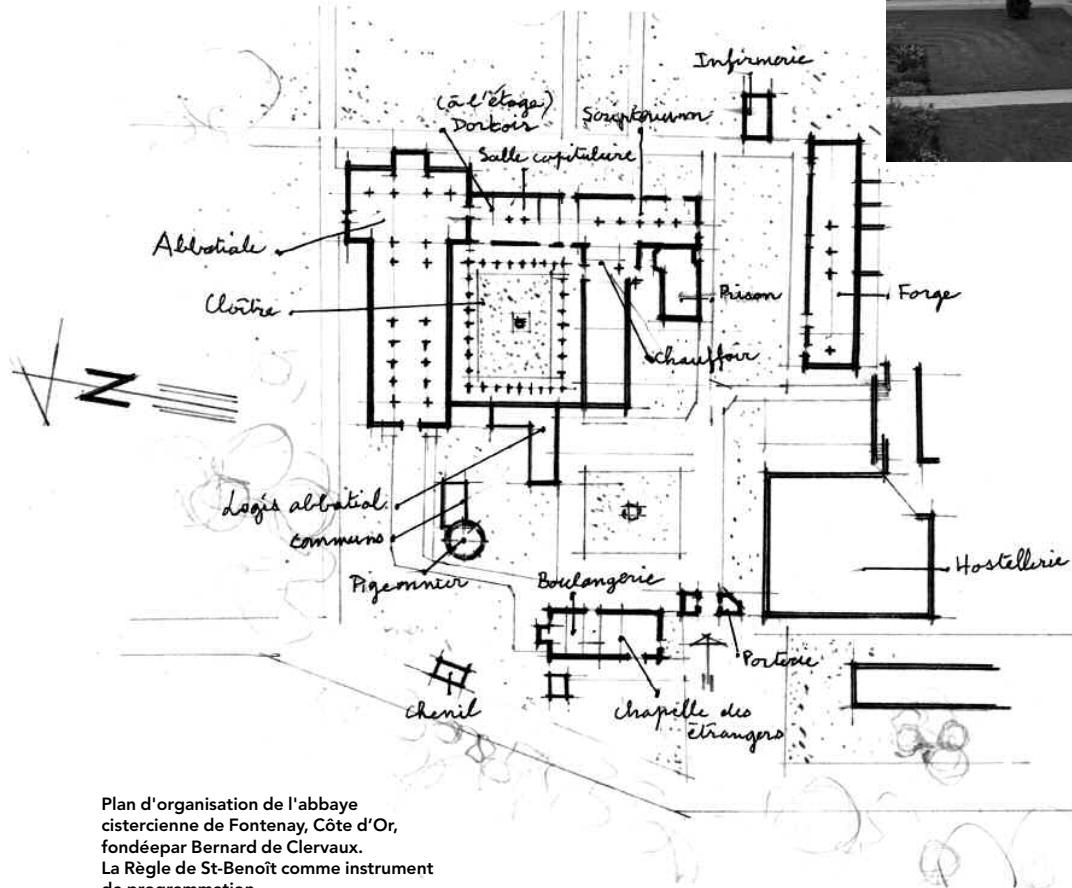 Infirmerie
(à l'étage)
Dortoir
Scriptorium
Salle capitulaire
Abbatiale
Cloître
Prison
Forge
Chauffoir
N
Logis abbatial
communs
Pigeonnier
Boulangerie
Hostellerie
Porterie
Chenil
Chapelle des
étrangers
Plan d'organisation de l'abbaye
cistercienne de Fontenay, Côte d'Or,
fondéepar Bernard de Clervaux.
La Règle de St-Benoît comme instrument
de programmation